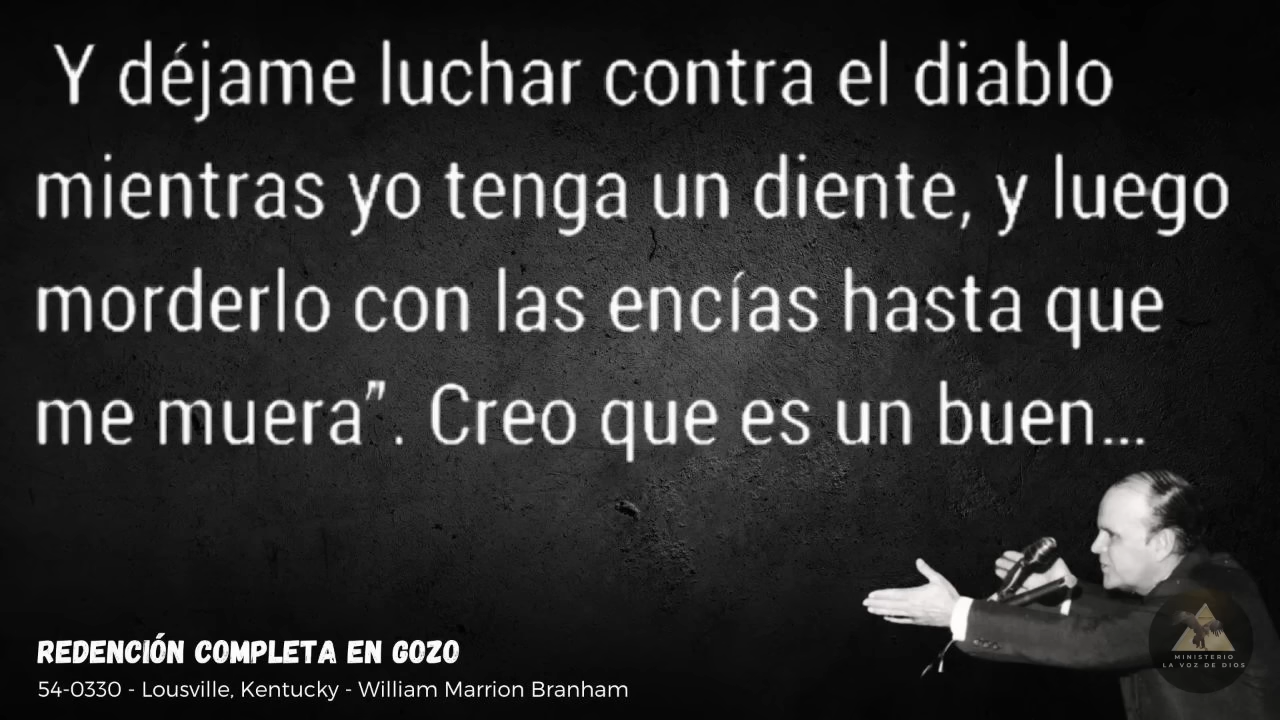 Y déjame luchar contra el diablo
mientras yo tenga un diente, y luego
morderlo con las encías hasta que
me muera”. Creo que es un buen...
REDENCIÓN COMPLETA EN GOZO
54-0330 - Lousville, Kentucky - William Marrion Branham
MINISTERIO
LA VOZ DE DIOS